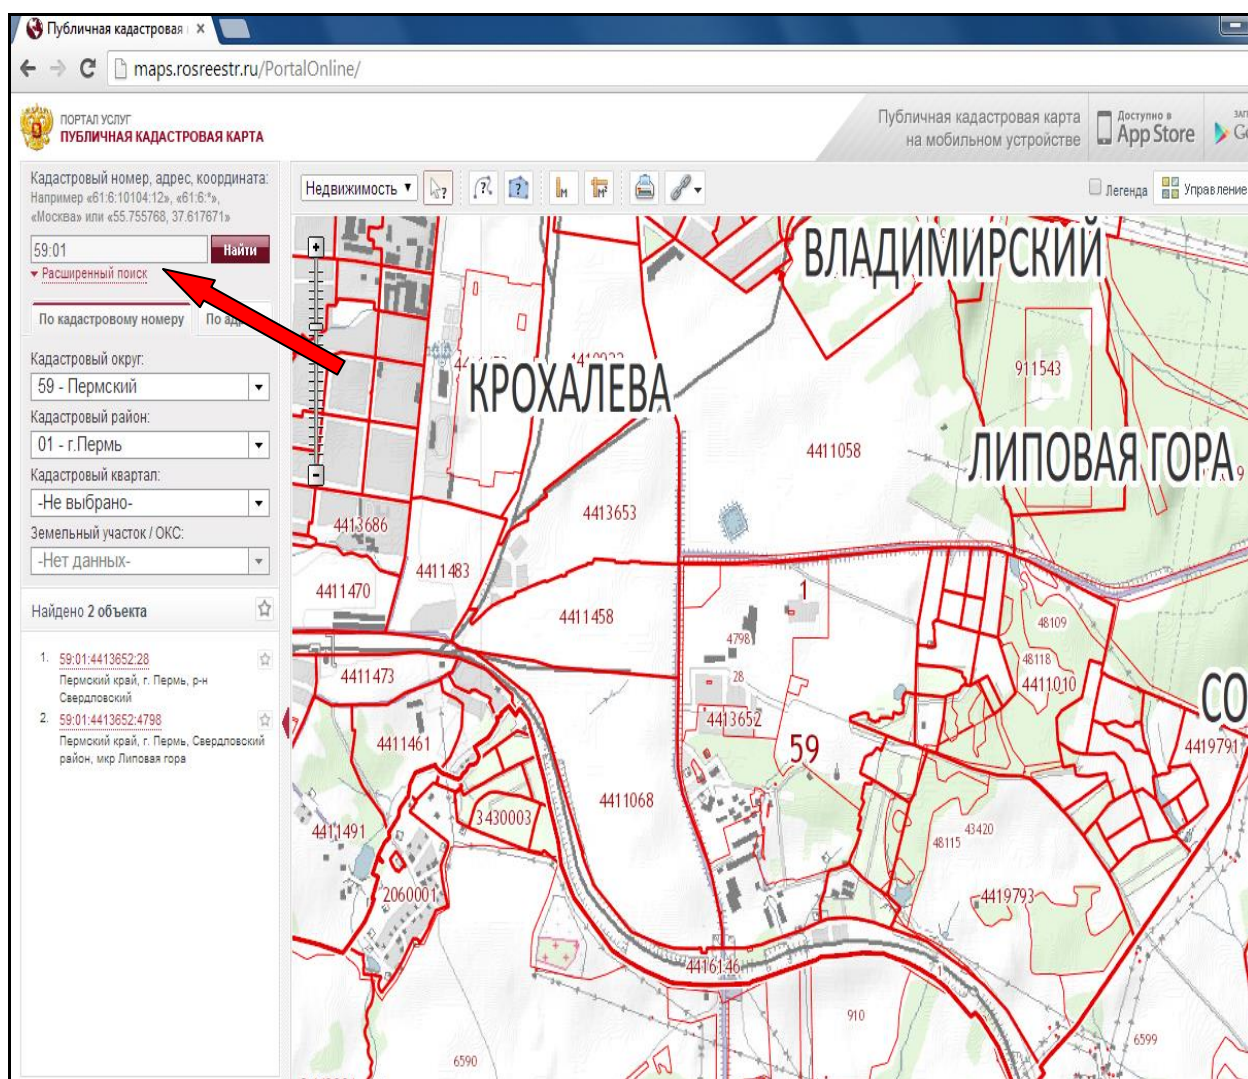 Публичная кадастровая
maps.rosreestr.ru/PortalOnline/
ПОРТАЛ УСЛУГ
ПУБЛИЧНАЯ КАДАСТРОВАЯ КАРТА
Публичная кадастровая карта
на мобильном устройстве
Доступно в
App Store
Кадастровый номер, адрес, координата:
Например «61:6:10104:12», «61:6:*»,
«Москва» или «55.755768, 37.617671»
59:01
Найти
Расширенный поиск
По кадастровому номеру
По ад
Кадастровый округ:
59 - Пермский
Кадастровый район:
01 - г.Пермь
Кадастровый квартал:
-Не выбрано-
Земельный участок / ОКС:
-Нет данных-
Найдено 2 объекта
1. 59:01:4413652:28
Пермский край, г. Пермь, р-н
Свердловский
2. 59:01:4413652:4798
Пермский край, г. Пермь, Свердловский
район, мкр Липовая гора
Недвижимость
Легенда
Управление
ВЛАДИМИРСКИЙ
КРОХАЛЕВА
911543
4411058
ЛИПОВАЯ ГОРА
4413686
4413653
4411483
4411470
1
4411458
48109
4798
4411473
28
48118
4411010
СО
4413652
4411461
59
4419791
4411068
3430003
4411491
43420
48115
2060001
4419793
4416146
910
6590
6599